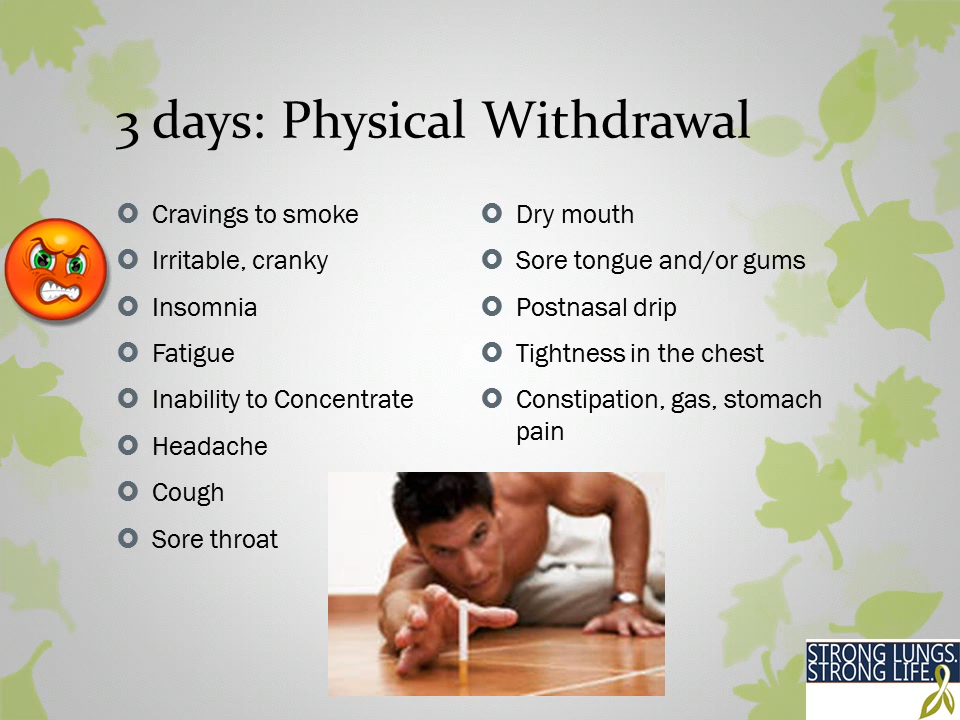 3 days: Physical Withdrawal
Cravings to smoke
Irritable, cranky
Insomnia
Fatigue
Inability to Concentrate
Headache
Cough
Sore throat
Dry mouth
Sore tongue and/or gums
Postnasal drip
Tightness in the chest
Constipation, gas, stomach
pain
STRONG LUNGS.
STRONG LIFE.